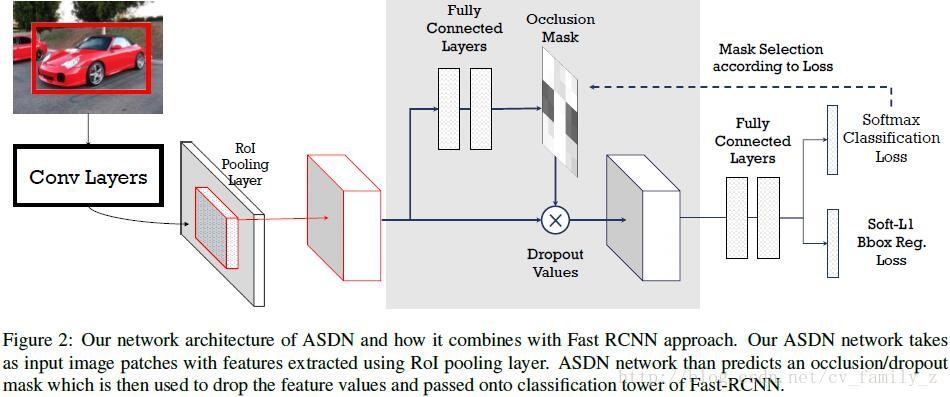 Fully
Connected
Layers
Occlusion
Mask
Mask Selection
according to Loss
Conv Layers
RoI
Pooling
Layer
Dropout
Values
Fully
Connected
Layers
Softmax
Classification
Loss
Soft-L1
Bbox Reg.
Loss
Figure 2: Our network architecture of ASDN and how it combines with Fast RCNN approach. Our ASDN network takes
as input image patches with features extracted using RoI pooling layer. ASDN network than predicts an occlusion/dropout
mask which is then used to drop the feature values and passed onto classification tower of Fast-RCNN.
http://blog.csdn.net/cv_family_z